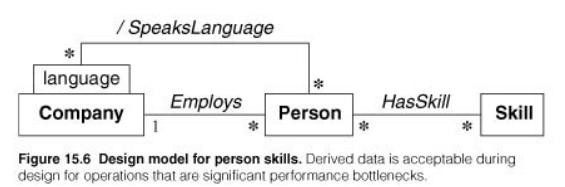 / SpeaksLanguage
*
language
*
Company
Employs
Person
HasSkill
Skill
1
*
*
*
Figure 15.6 Design model for person skills. Derived data is acceptable during
design for operations that are significant performance bottlenecks.